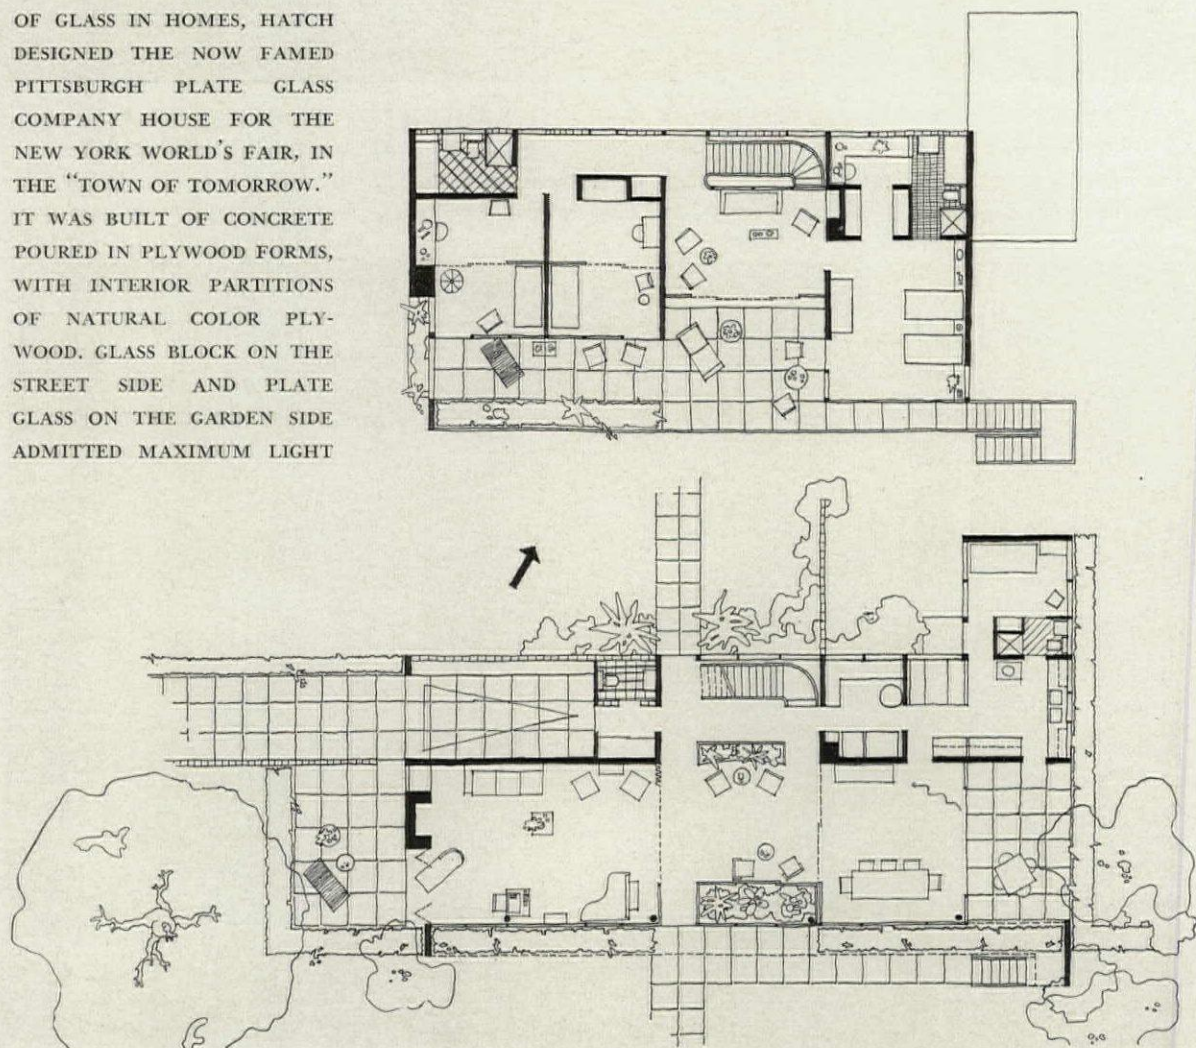 OF GLASS IN HOMES, HATCH
DESIGNED THE NOW FAMED
PITTSBURGH PLATE GLASS
COMPANY HOUSE FOR THE
NEW YORK WORLD'S FAIR, IN
THE "TOWN OF TOMORROW."
IT WAS BUILT OF CONCRETE
POURED IN PLYWOOD FORMS,
WITH INTERIOR PARTITIONS
OF NATURAL COLOR PLY-
WOOD. GLASS BLOCK ON THE
STREET SIDE AND PLATE
GLASS ON THE GARDEN SIDE
ADMITTED MAXIMUM LIGHT